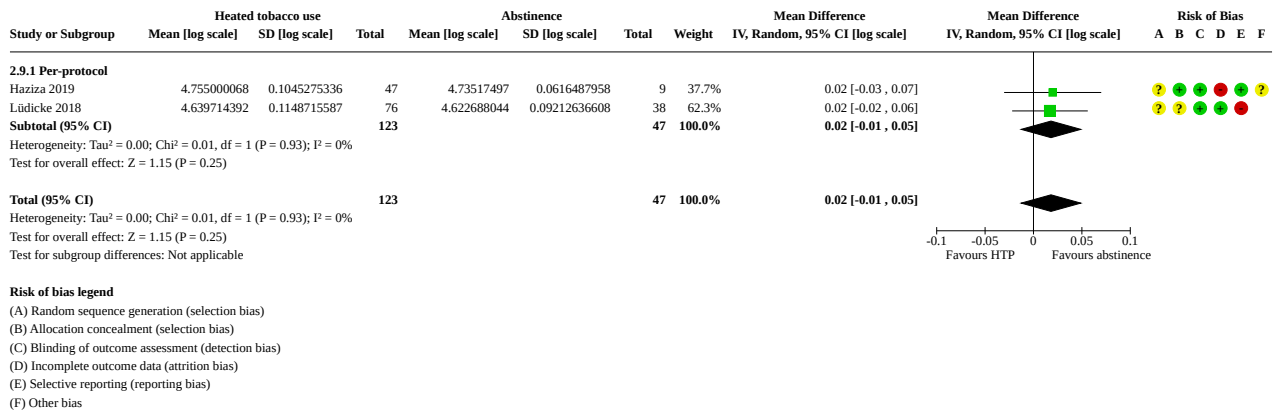 Heated tobacco use Abstinence Mean Difference Mean Difference Risk of Bias
Study or Subgroup Mean [log scale] SD [log scale] Total Mean [log scale] SD [log scale] Total Weight IV, Random, 95% CI [log scale] IV, Random, 95% CI [log scale] A B C D E F
2.9.1 Per-protocol
Haziza 2019 4.755000068 0.1045275336 47 4.73517497 0.0616487958 9 37.7% 0.02 [-0.03 , 0.07] ? + + - + ?
Lüdicke 2018 4.639714392 0.1148715587 76 4.622688044 0.09212636608 38 62.3% 0.02 [-0.02 , 0.06] ? ? + + -
Subtotal (95% CI) 123 47 100.0% 0.02 [-0.01 , 0.05]
Heterogeneity: Tau² = 0.00; Chi² = 0.01, df = 1 (P = 0.93); I² = 0%
Test for overall effect: Z = 1.15 (P = 0.25)
Total (95% CI) 123 47 100.0% 0.02 [-0.01 , 0.05]
Heterogeneity: Tau² = 0.00; Chi² = 0.01, df = 1 (P = 0.93); I² = 0%
Test for overall effect: Z = 1.15 (P = 0.25)
Test for subgroup differences: Not applicable
-0.1 -0.05 0 0.05 0.1
Favours HTP Favours abstinence
Risk of bias legend
(A) Random sequence generation (selection bias)
(B) Allocation concealment (selection bias)
(C) Blinding of outcome assessment (detection bias)
(D) Incomplete outcome data (attrition bias)
(E) Selective reporting (reporting bias)
(F) Other bias